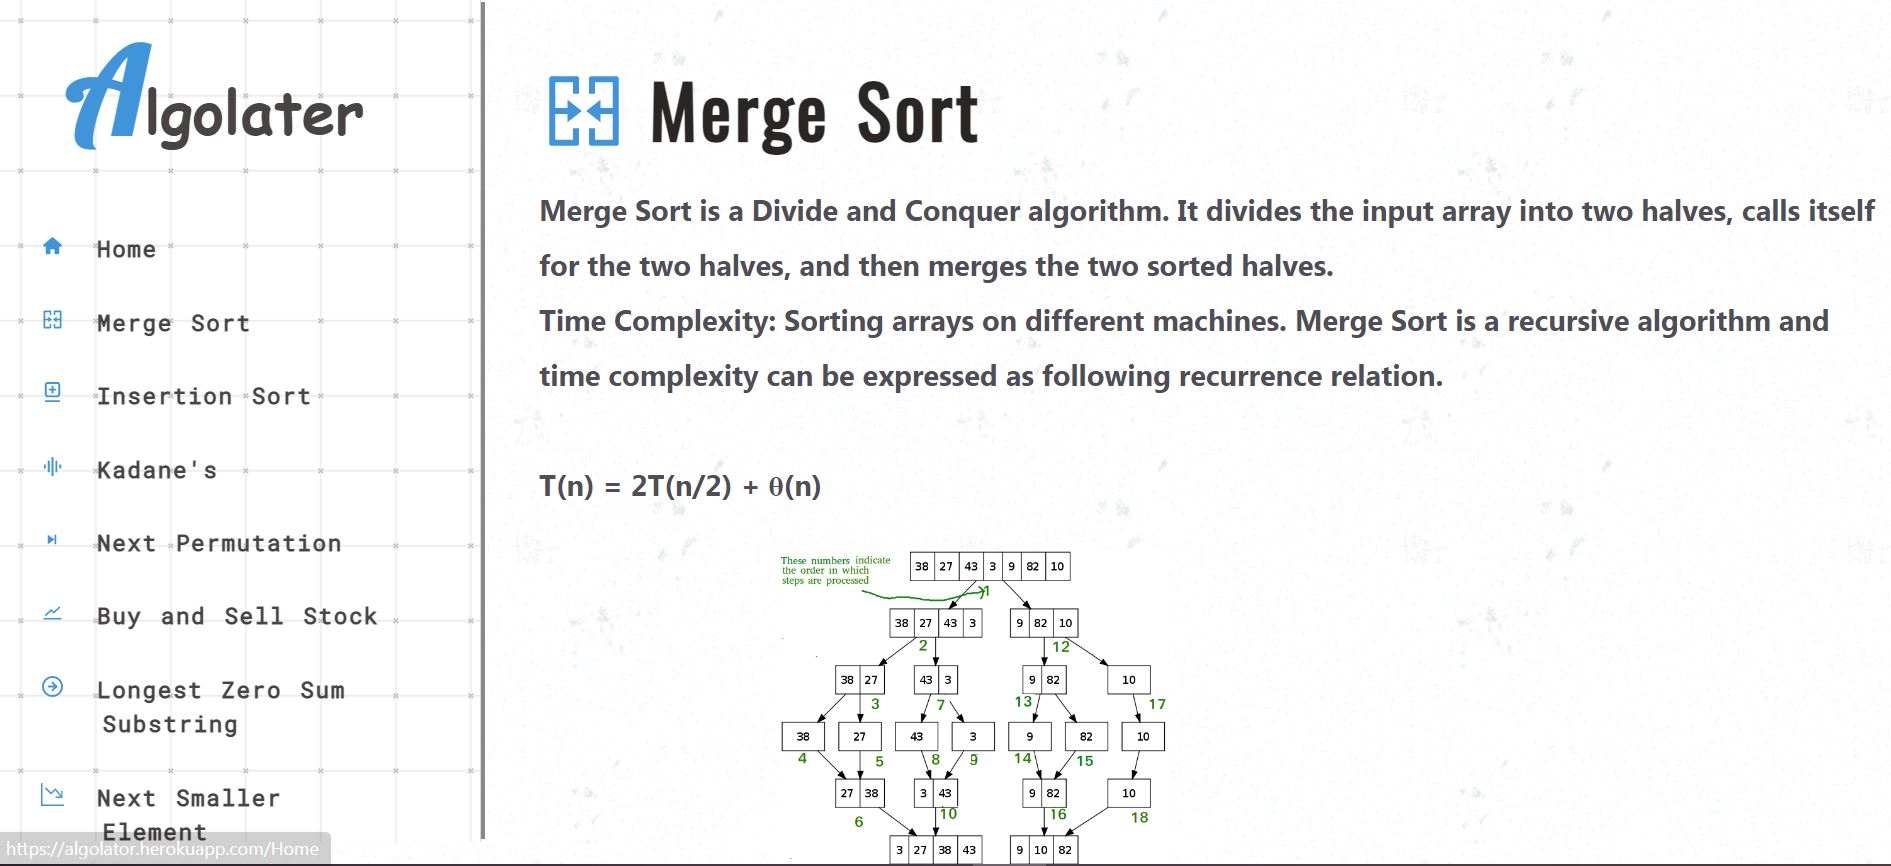 Algolater
Home
Merge Sort
Insertion Sort
Kadane's
Next Permutation
Buy and Sell Stock
Longest Zero Sum
Substring
Next Smaller
Element
https://algolator.herokuapp.com/Home
Merge Sort
Merge Sort is a Divide and Conquer algorithm. It divides the input array into two halves, calls itself
for the two halves, and then merges the two sorted halves.
Time Complexity: Sorting arrays on different machines. Merge Sort is a recursive algorithm and
time complexity can be expressed as following recurrence relation.
T(n) = 2T(n/2) + θ(n)
These numbers indicate
the order in which
steps are processed
38 27 43 3 9 82 10
1
38 27 43 3 9 82 10
2 12
38 27 43 3 9 82 10
3 7 13 17
38 27 43 3 9 82 10
4 5 8 9 14 15
27 38 3 43 9 82 10
6 10 16 18
3 27 38 43 9 10 82